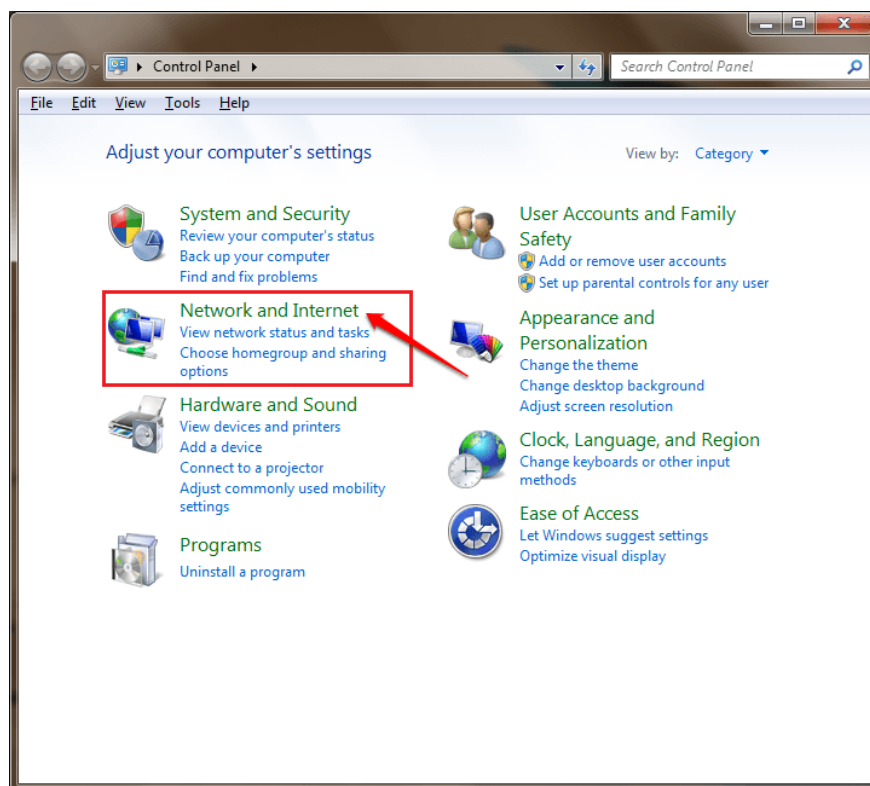 Control Panel
Search Control Panel
File Edit View Tools Help
Adjust your computer's settings
View by: Category
System and Security
Review your computer's status
Back up your computer
Find and fix problems
Network and Internet
View network status and tasks
Choose homegroup and sharing
options
Hardware and Sound
View devices and printers
Add a device
Connect to a projector
Adjust commonly used mobility
settings
Programs
Uninstall a program
User Accounts and Family
Safety
Add or remove user accounts
Set up parental controls for any user
Appearance and
Personalization
Change the theme
Change desktop background
Adjust screen resolution
Clock, Language, and Region
Change keyboards or other input
methods
Ease of Access
Let Windows suggest settings
Optimize visual display